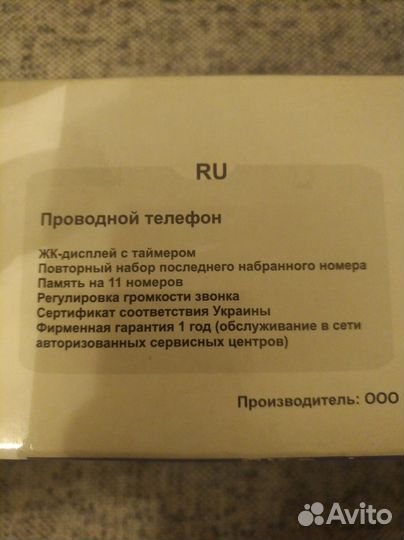 RU
Проводной телефон
ЖК-дисплей с таймером
Повторный набор последнего набранного номера
Память на 11 номеров
Регулировка громкости звонка
Сертификат соответствия Украины
Фирменная гарантия 1 год (обслуживание в сети
авторизованных сервисных центров)
Производитель: ООО
Avito